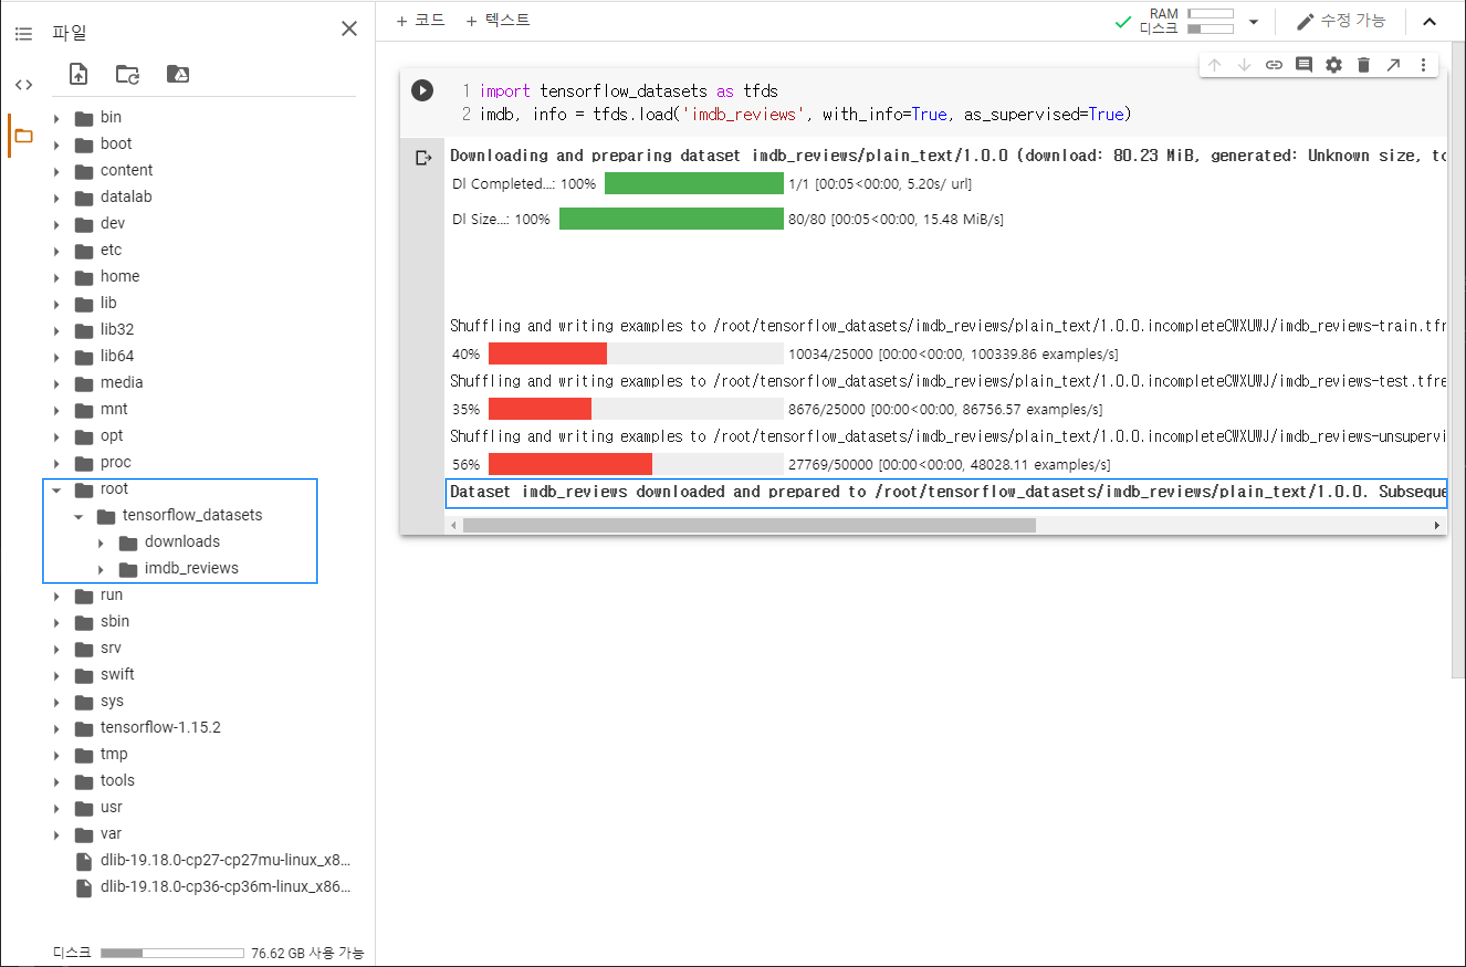 파일
bin
boot
content
datalab
dev
etc
home
lib
lib32
lib64
media
mnt
opt
proc
root
tensorflow_datasets
downloads
imdb_reviews
run
sbin
srv
swift
sys
tensorflow-1.15.2
tmp
tools
usr
var
dlib-19.18.0-cp27-cp27mu-linux_x8...
dlib-19.18.0-cp36-cp36m-linux_x86...
디스크 76.62 GB 사용 가능
+ 코드 + 텍스트
RAM
디스크
수정 가능
1 import tensorflow_datasets as tfds
2 imdb, info = tfds.load('imdb_reviews', with_info=True, as_supervised=True)
Downloading and preparing dataset imdb_reviews/plain_text/1.0.0 (download: 80.23 MiB, generated: Unknown size, to
Dl Completed...: 100% 1/1 [00:05<00:00, 5.20s/ url]
Dl Size...: 100% 80/80 [00:05<00:00, 15.48 MiB/s]
Shuffling and writing examples to /root/tensorflow_datasets/imdb_reviews/plain_text/1.0.0.incompleteCWXUWJ/imdb_reviews-train.tfr
40% 10034/25000 [00:00<00:00, 100339.86 examples/s]
Shuffling and writing examples to /root/tensorflow_datasets/imdb_reviews/plain_text/1.0.0.incompleteCWXUWJ/imdb_reviews-test.tfre
35% 8676/25000 [00:00<00:00, 86756.57 examples/s]
Shuffling and writing examples to /root/tensorflow_datasets/imdb_reviews/plain_text/1.0.0.incompleteCWXUWJ/imdb_reviews-unsupervi
56% 27769/50000 [00:00<00:00, 48028.11 examples/s]
Dataset imdb_reviews downloaded and prepared to /root/tensorflow_datasets/imdb_reviews/plain_text/1.0.0. Subseque